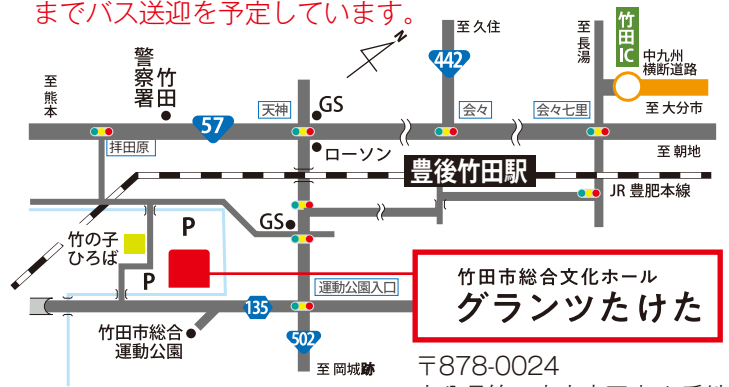 までバス送迎を予定しています。
至 久住
N
至 長湯
竹田IC
中九州
横断道路
至 大分市
442
警察署
竹田
至 熊本
57
天神
GS
会々
会々七里
拝田原
ローソン
至 朝地
豊後竹田駅
JR 豊肥本線
竹の子
ひろば
P
GS
P
運動公園入口
竹田市総合文化ホール
グランツたけた
135
竹田市総合
運動公園
502
至 岡城跡
〒878-0024